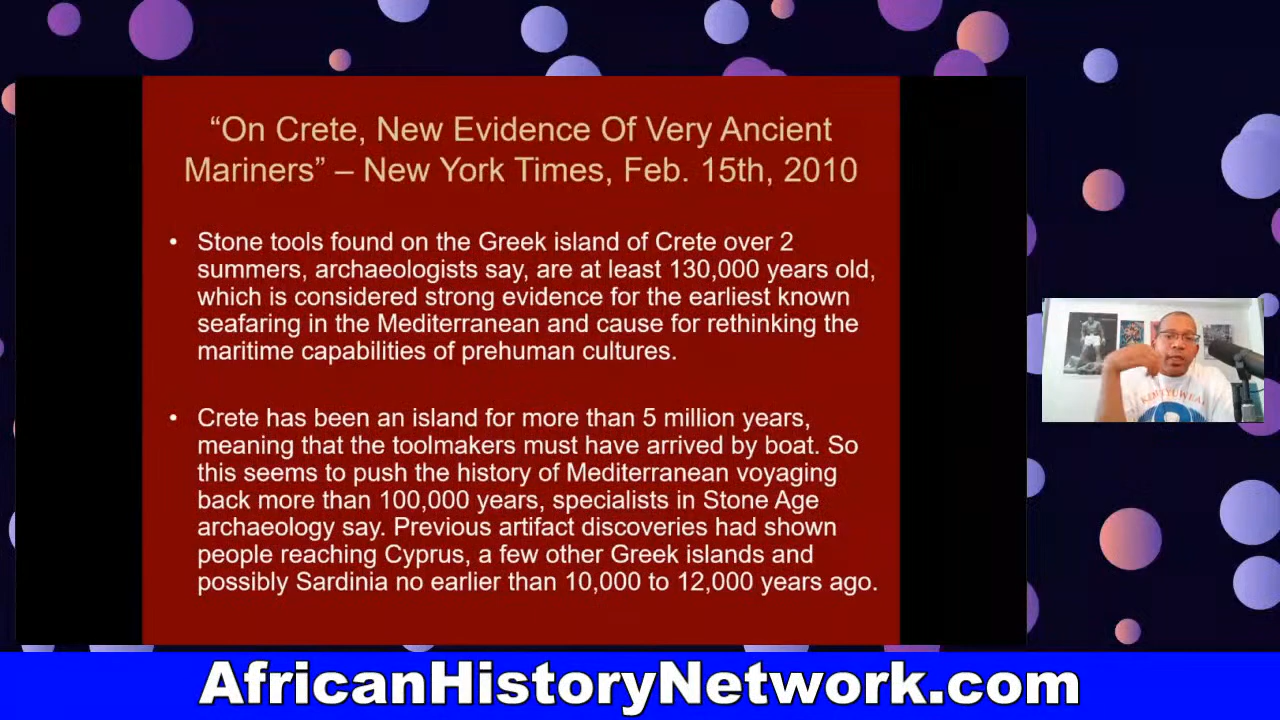 “On Crete, New Evidence Of Very Ancient
Mariners” – New York Times, Feb. 15th, 2010
• Stone tools found on the Greek island of Crete over 2
summers, archaeologists say, are at least 130,000 years old,
which is considered strong evidence for the earliest known
seafaring in the Mediterranean and cause for rethinking the
maritime capabilities of prehuman cultures.
• Crete has been an island for more than 5 million years,
meaning that the toolmakers must have arrived by boat. So
this seems to push the history of Mediterranean voyaging
back more than 100,000 years, specialists in Stone Age
archaeology say. Previous artifact discoveries had shown
people reaching Cyprus, a few other Greek islands and
possibly Sardinia no earlier than 10,000 to 12,000 years ago.
AfricanHistoryNetwork.com